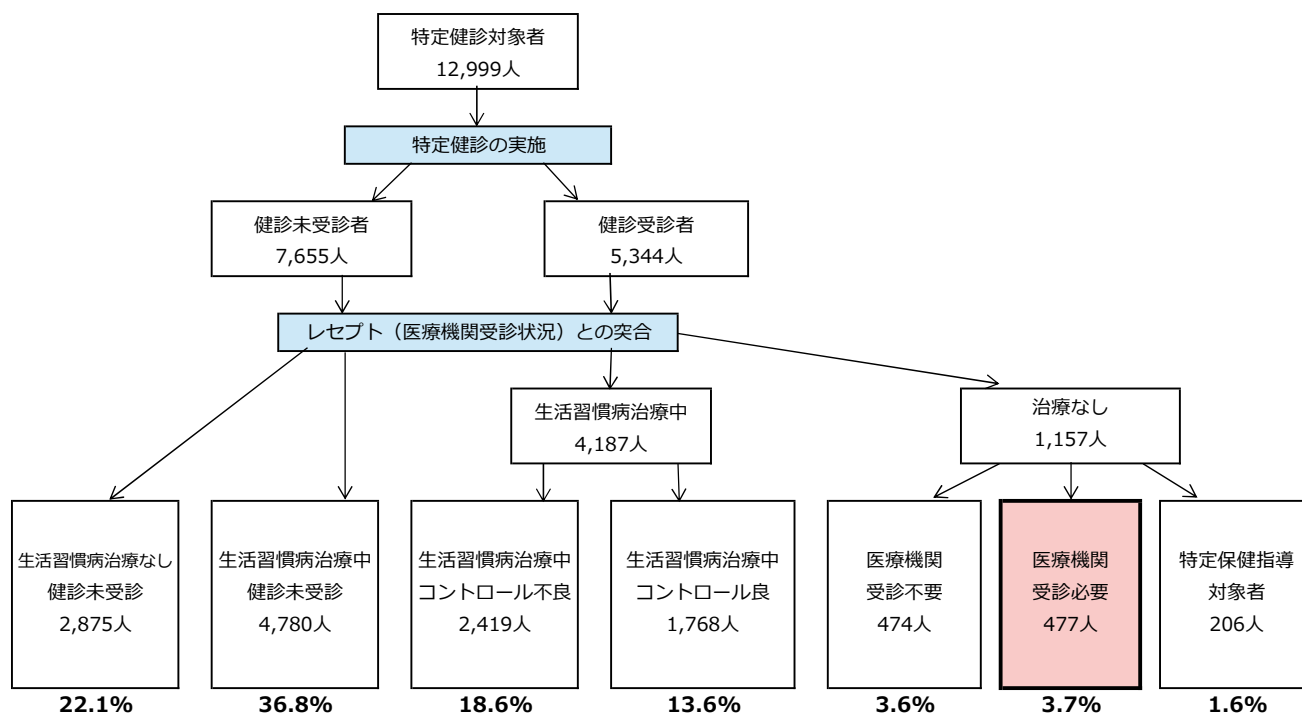 特定健診対象者
12,999人
特定健診の実施
健診未受診者
7,655人
健診受診者
5,344人
レセプト（医療機関受診状況）との突合
生活習慣病治療中
4,187人
治療なし
1,157人
生活習慣病治療なし
健診未受診
2,875人
生活習慣病治療中
健診未受診
4,780人
生活習慣病治療中
コントロール不良
2,419人
生活習慣病治療中
コントロール良
1,768人
医療機関
受診不要
474人
医療機関
受診必要
477人
特定保健指導
対象者
206人
22.1%
36.8%
18.6%
13.6%
3.6%
3.7%
1.6%